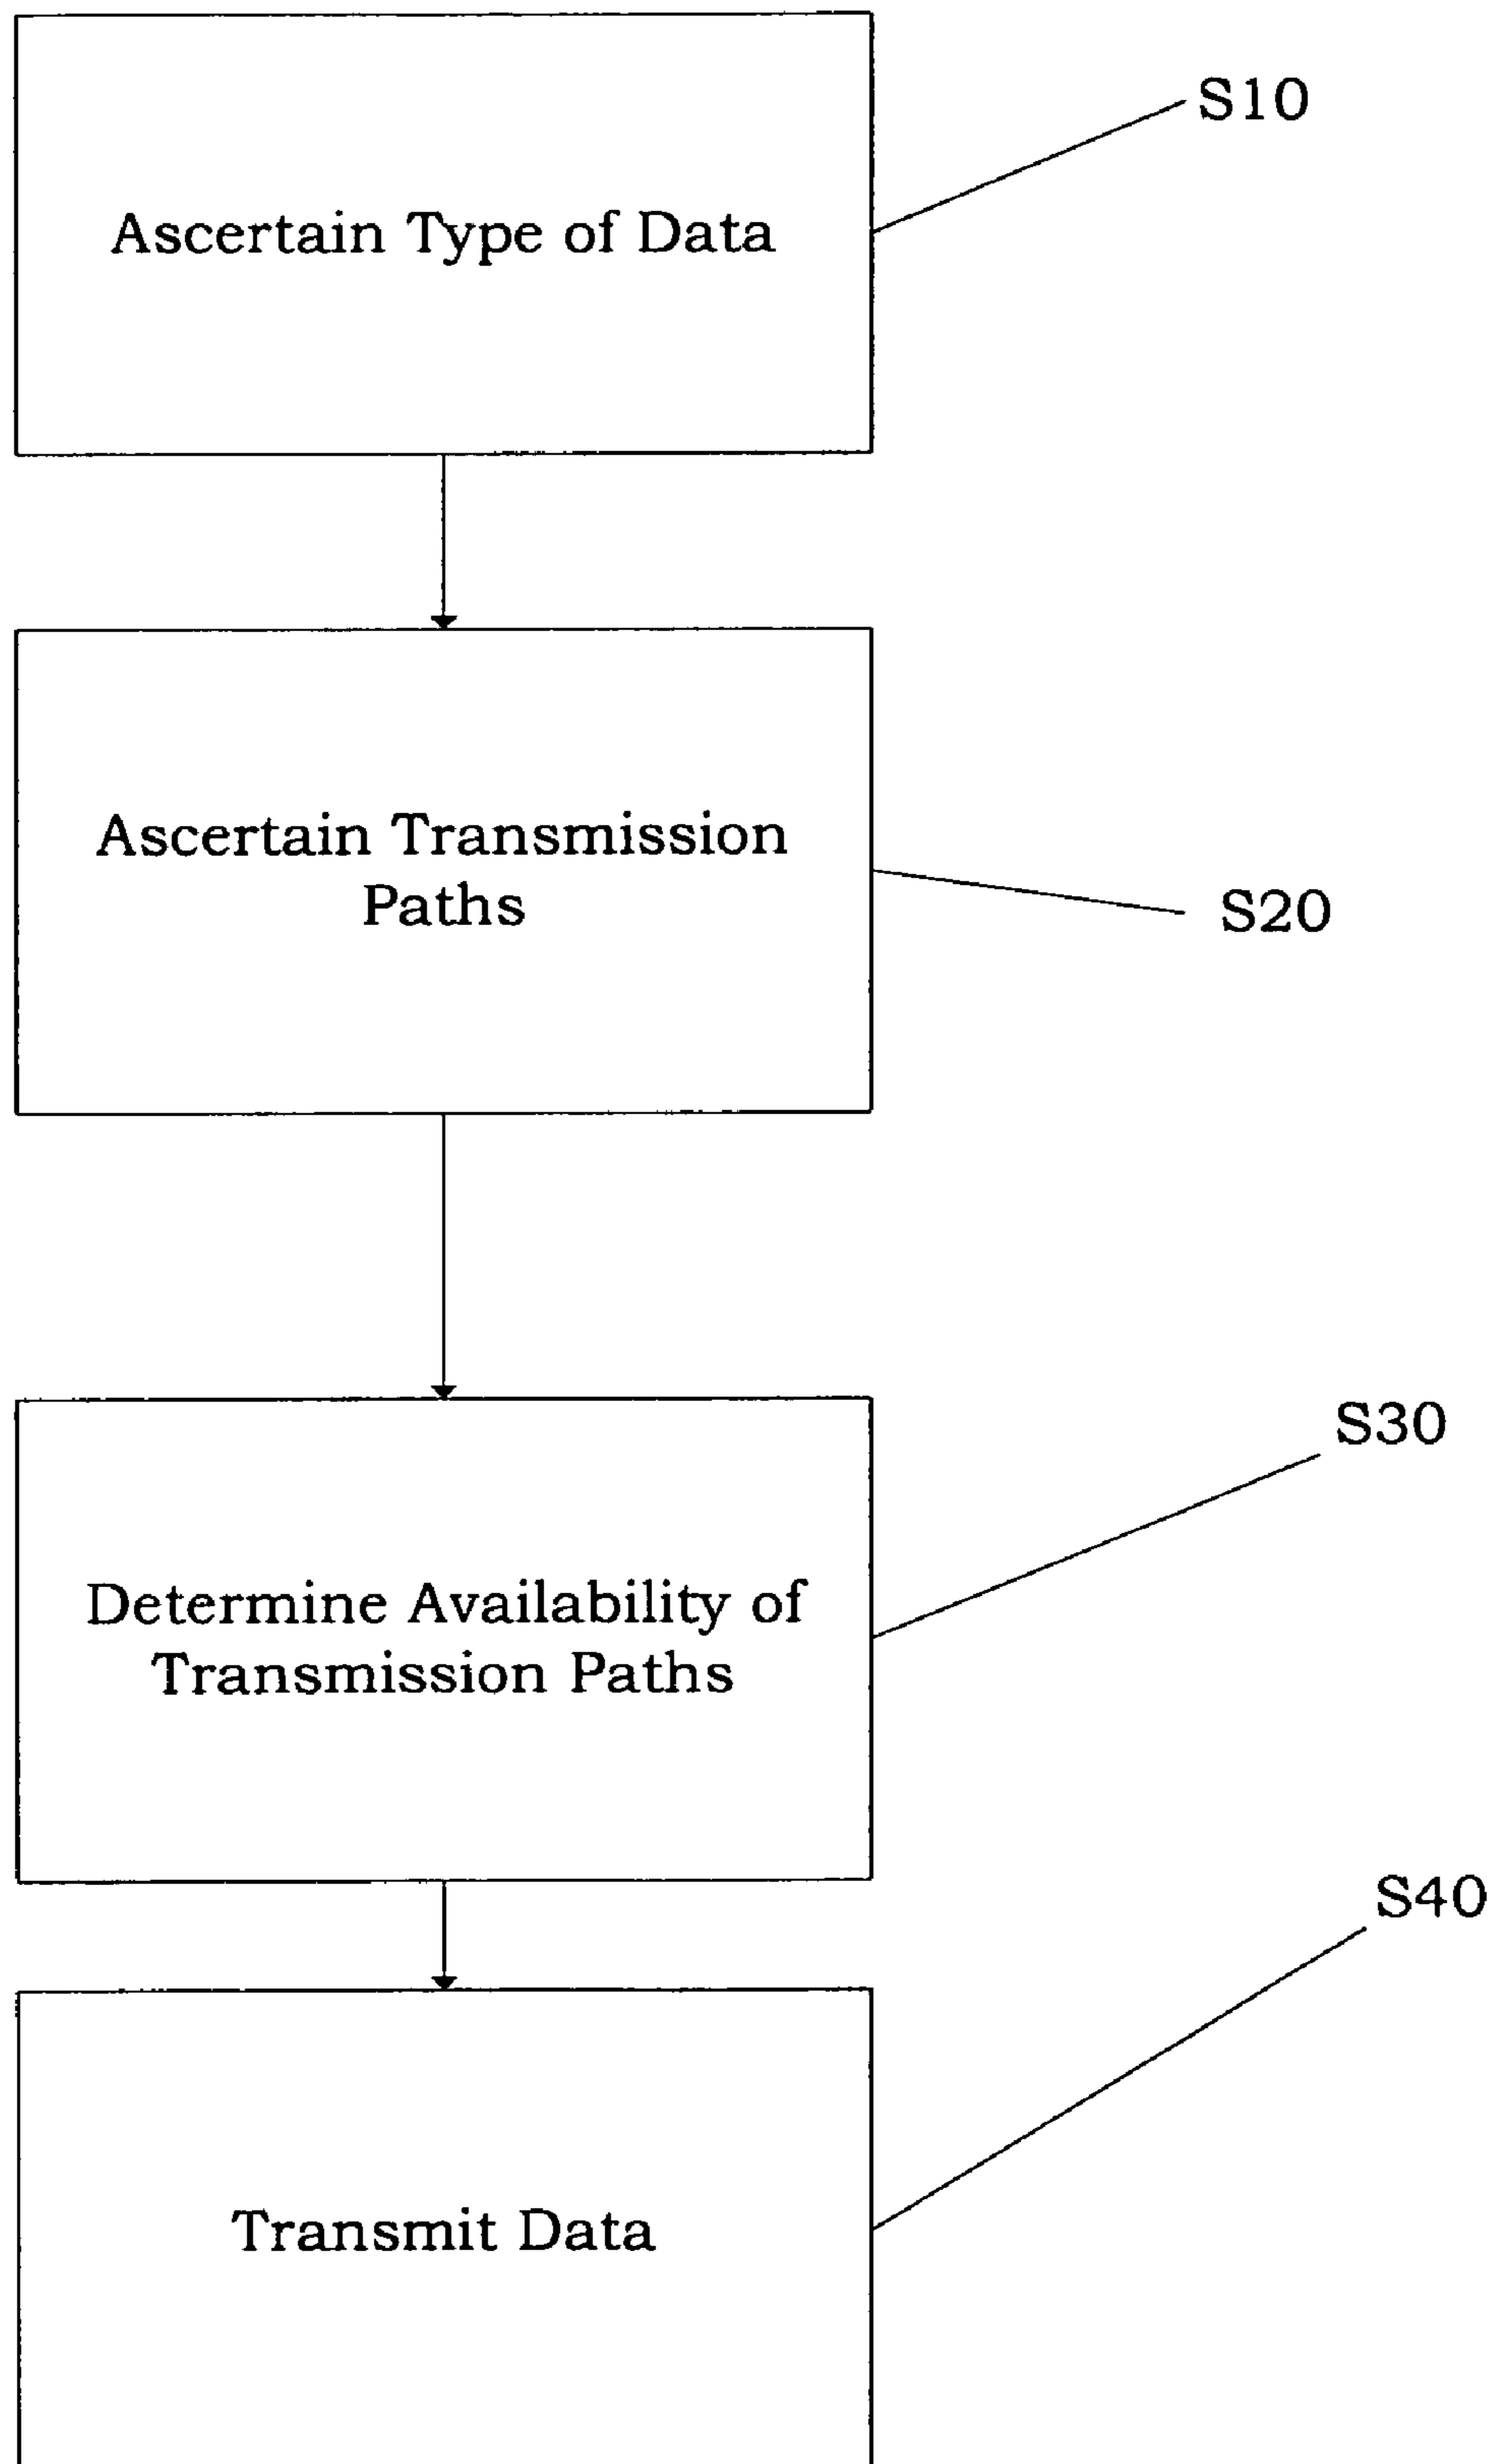 S10
Ascertain Type of Data
Ascertain Transmission
Paths
S20
S30
Determine Availability of
Transmission Paths
S40
Transmit Data